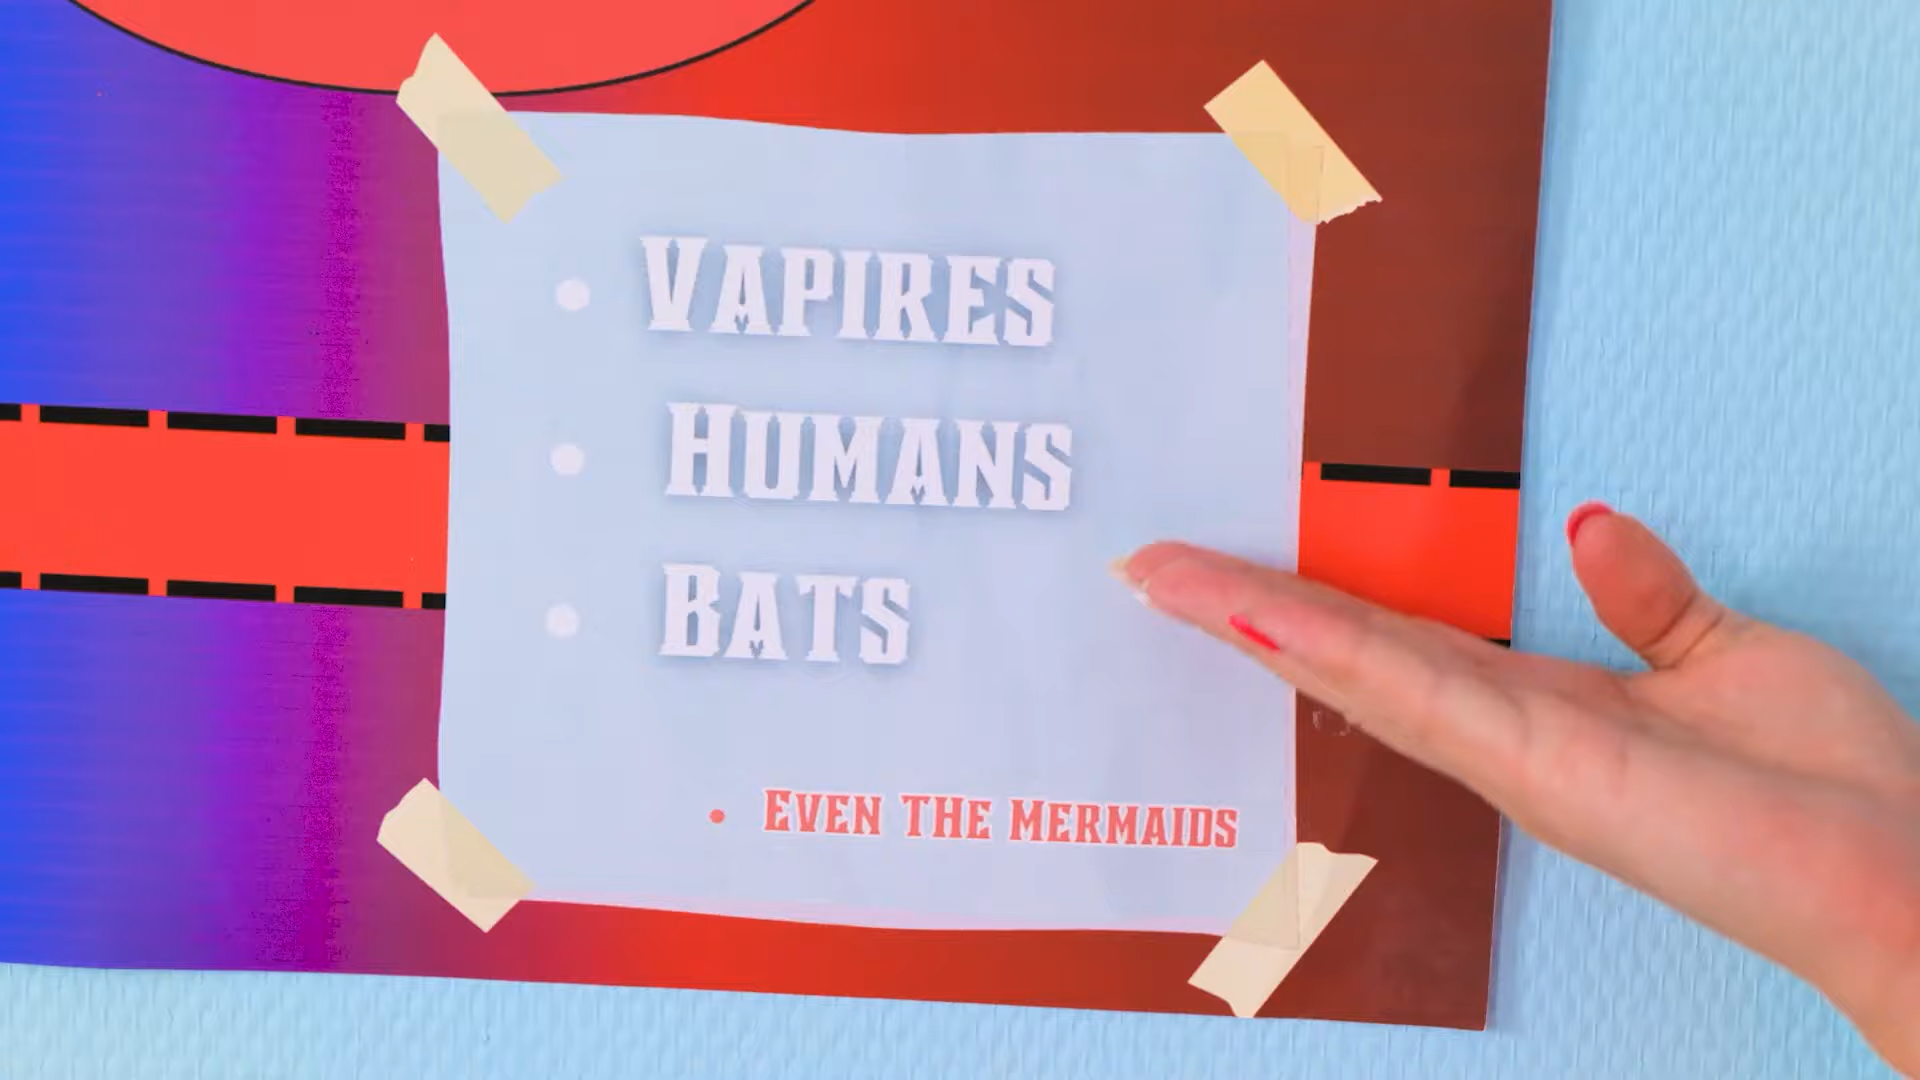 • Vapires
• Humans
• Bats
• Even the Mermaids